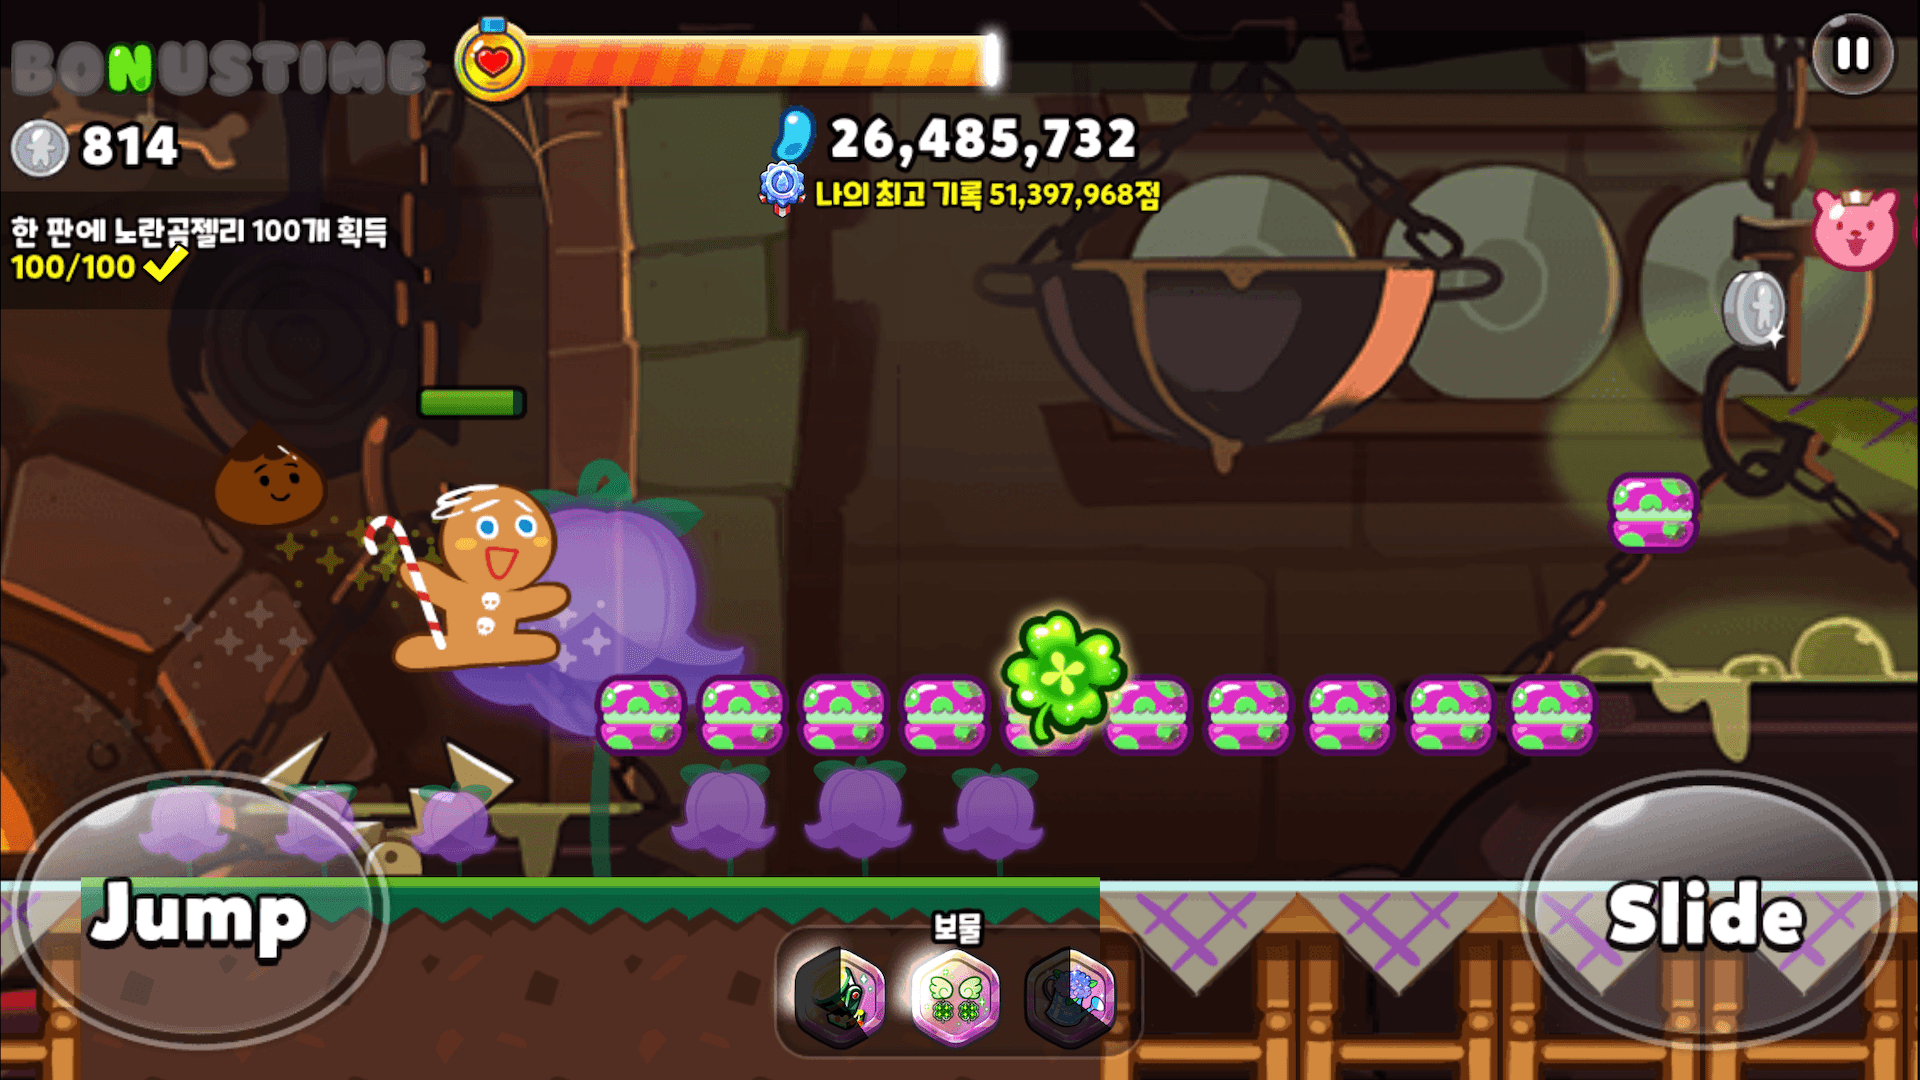 BONUSTIME
814
26,485,732
나의 최고 기록 51,397,968점
한 판에 노란곰젤리 100개 획득
100/100
Jump
보물
Slide